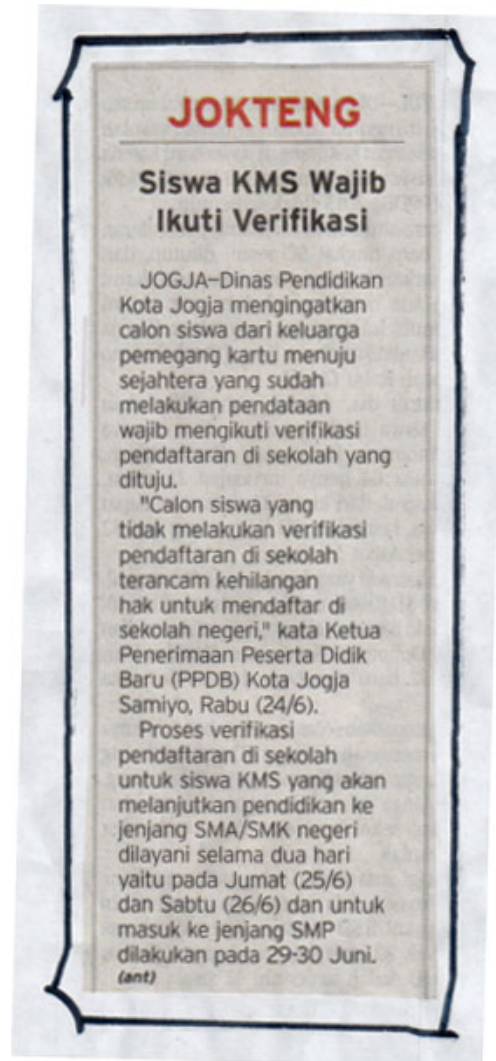 JOKTENG
Siswa KMS Wajib
Ikuti Verifikasi
JOGJA–Dinas Pendidikan
Kota Jogja mengingatkan
calon siswa dari keluarga
pemegang kartu menuju
sejahtera yang sudah
melakukan pendataan
wajib mengikuti verifikasi
pendaftaran di sekolah yang
dituju.
"Calon siswa yang
tidak melakukan verifikasi
pendaftaran di sekolah
terancam kehilangan
hak untuk mendaftar di
sekolah negeri," kata Ketua
Penerimaan Peserta Didik
Baru (PPDB) Kota Jogja
Samiyo, Rabu (24/6).
Proses verifikasi
pendaftaran di sekolah
untuk siswa KMS yang akan
melanjutkan pendidikan ke
jenjang SMA/SMK negeri
dilayani selama dua hari
yaitu pada Jumat (25/6)
dan Sabtu (26/6) dan untuk
masuk ke jenjang SMP
dilakukan pada 29-30 Juni.
(ant)